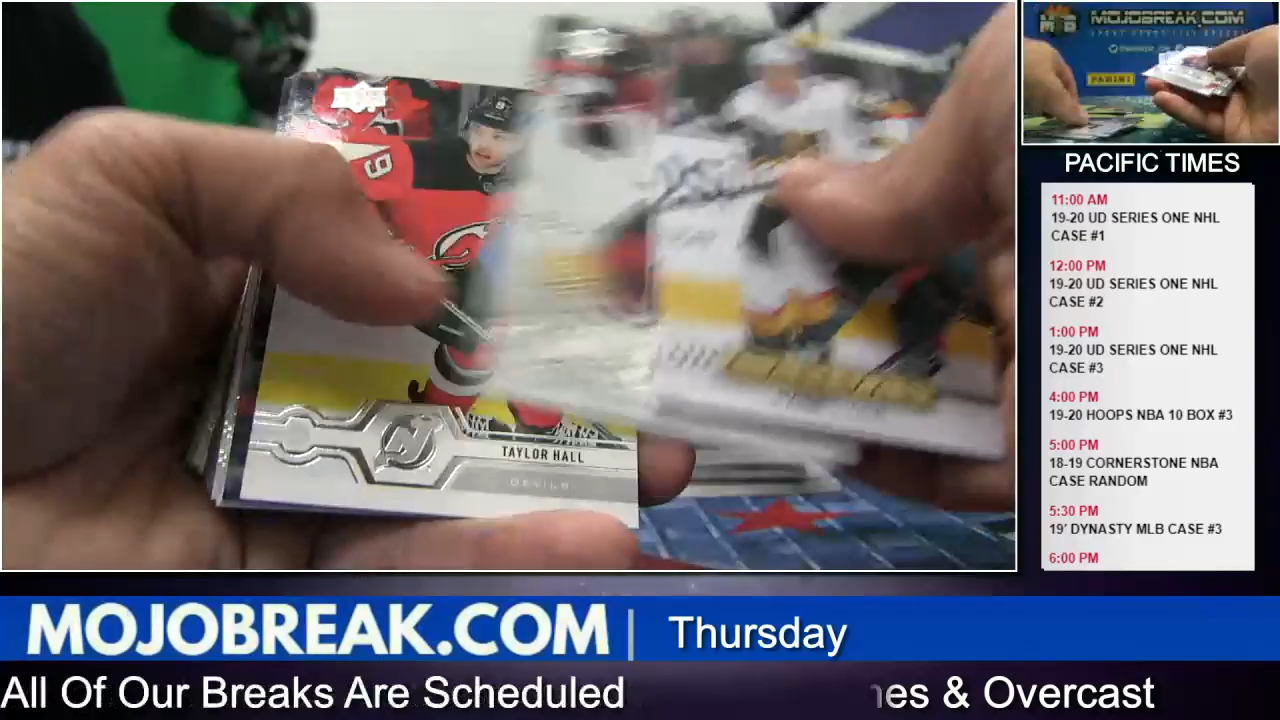 9
TAYLOR HALL
DEVILS
MOJOBREAK.COM
PANINI
PACIFIC TIMES
11:00 AM
19-20 UD SERIES ONE NHL
CASE #1
12:00 PM
19-20 UD SERIES ONE NHL
CASE #2
1:00 PM
19-20 UD SERIES ONE NHL
CASE #3
4:00 PM
19-20 HOOPS NBA 10 BOX #3
5:00 PM
18-19 CORNERSTONE NBA
CASE RANDOM
5:30 PM
19' DYNASTY MLB CASE #3
6:00 PM
MOJOBREAK.COM | Thursday
All Of Our Breaks Are Scheduled
es & Overcast